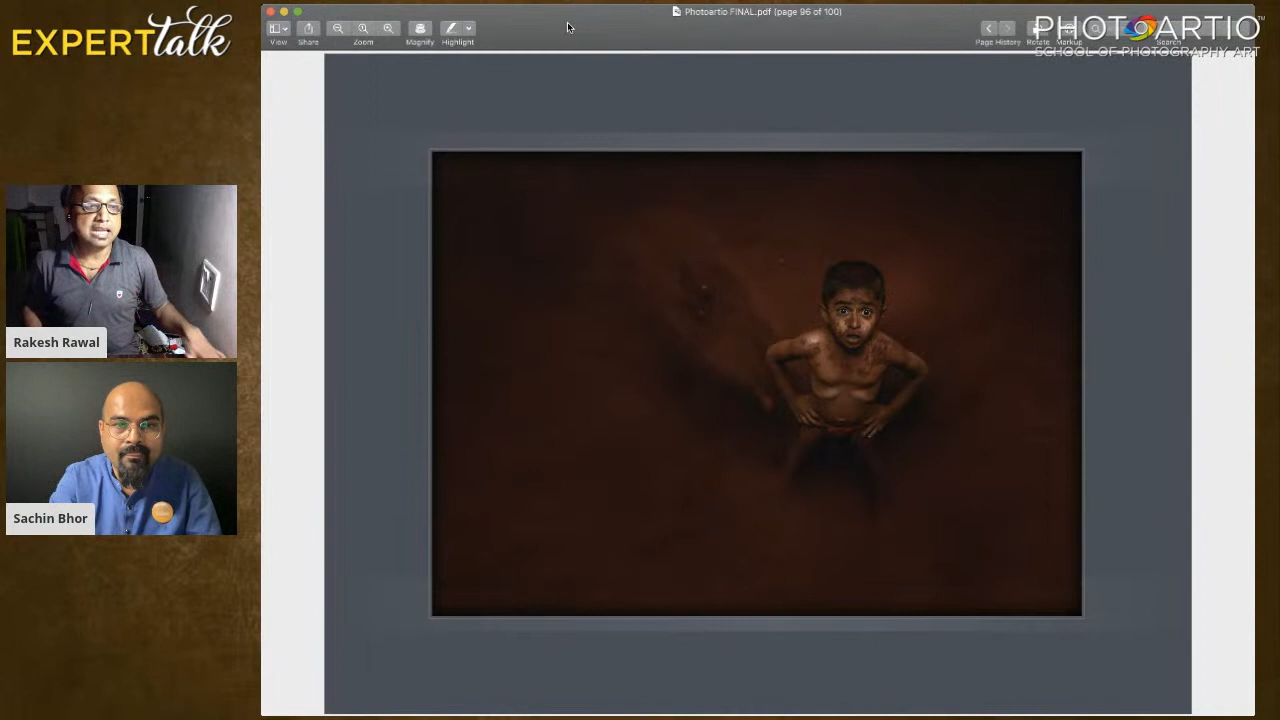 EXPERTtalk
Photoartio FINAL.pdf (page 96 of 100)
PHOTOARTIO™
SCHOOL OF PHOTOGRAPHY ART
View
Share
Zoom
Magnify
Highlight
Page History
Rotate
Markup
Search
Rakesh Rawal
Sachin Bhor